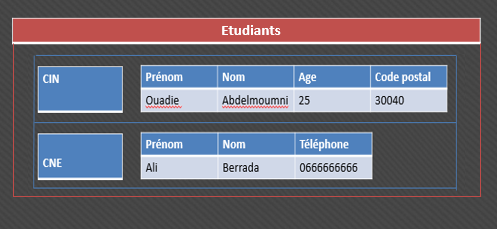 Etudiants
CIN
Prénom Nom Age Code postal
Ouadie Abdelmoumni 25 30040
CNE
Prénom Nom Téléphone
Ali Berrada 0666666666